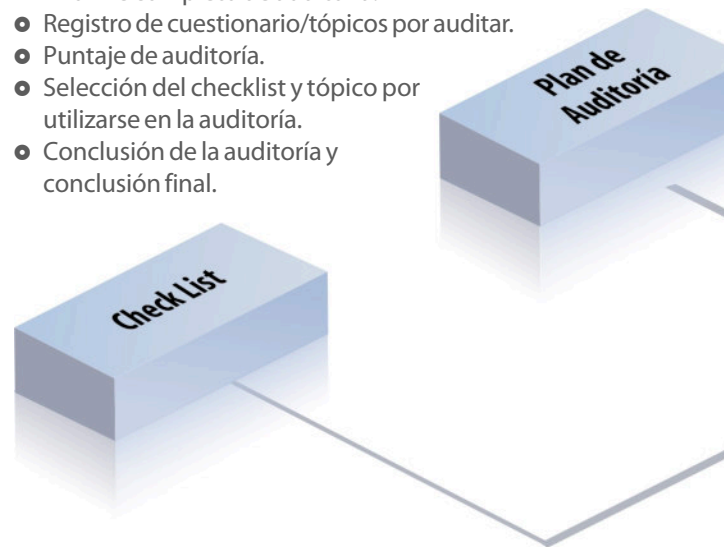 Registro de cuestionario/tópicos por auditar.
Puntaje de auditoría.
Selección del checklist y tópico por
utilizarse en la auditoría.
Conclusión de la auditoría y
conclusión final.
Plan de
Auditoría
Check List